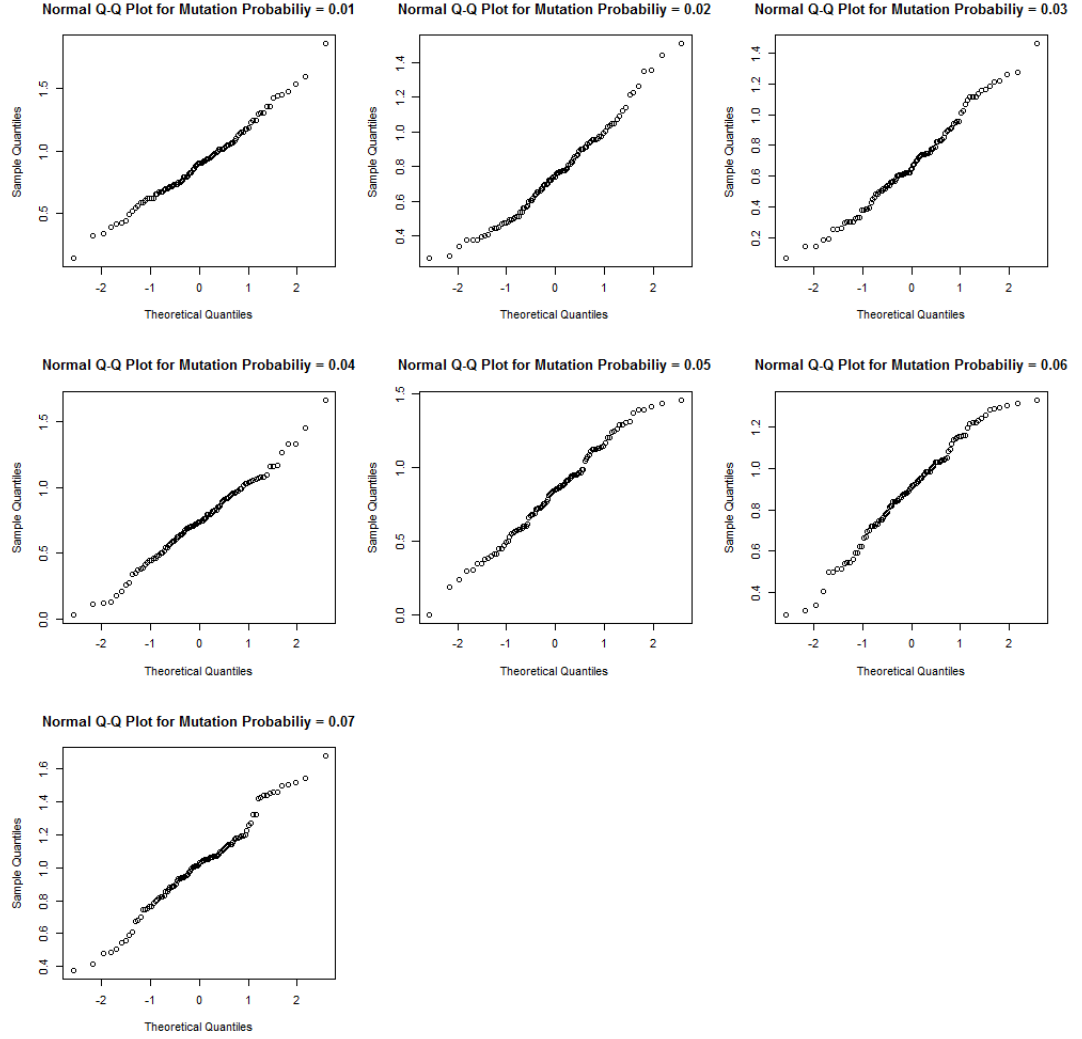 Normal Q-Q Plot for Mutation Probabiliy = 0.01
Sample Quantiles
0.5 1.0 1.5
-2 -1 0 1 2
Theoretical Quantiles
Normal Q-Q Plot for Mutation Probabiliy = 0.02
Sample Quantiles
0.4 0.6 0.8 1.0 1.2 1.4
-2 -1 0 1 2
Theoretical Quantiles
Normal Q-Q Plot for Mutation Probabiliy = 0.03
Sample Quantiles
0.2 0.4 0.6 0.8 1.0 1.2 1.4
-2 -1 0 1 2
Theoretical Quantiles
Normal Q-Q Plot for Mutation Probabiliy = 0.04
Sample Quantiles
0.0 0.5 1.0 1.5
-2 -1 0 1 2
Theoretical Quantiles
Normal Q-Q Plot for Mutation Probabiliy = 0.05
Sample Quantiles
0.0 0.5 1.0 1.5
-2 -1 0 1 2
Theoretical Quantiles
Normal Q-Q Plot for Mutation Probabiliy = 0.06
Sample Quantiles
0.4 0.6 0.8 1.0 1.2
-2 -1 0 1 2
Theoretical Quantiles
Normal Q-Q Plot for Mutation Probabiliy = 0.07
Sample Quantiles
0.4 0.6 0.8 1.0 1.2 1.4 1.6
-2 -1 0 1 2
Theoretical Quantiles